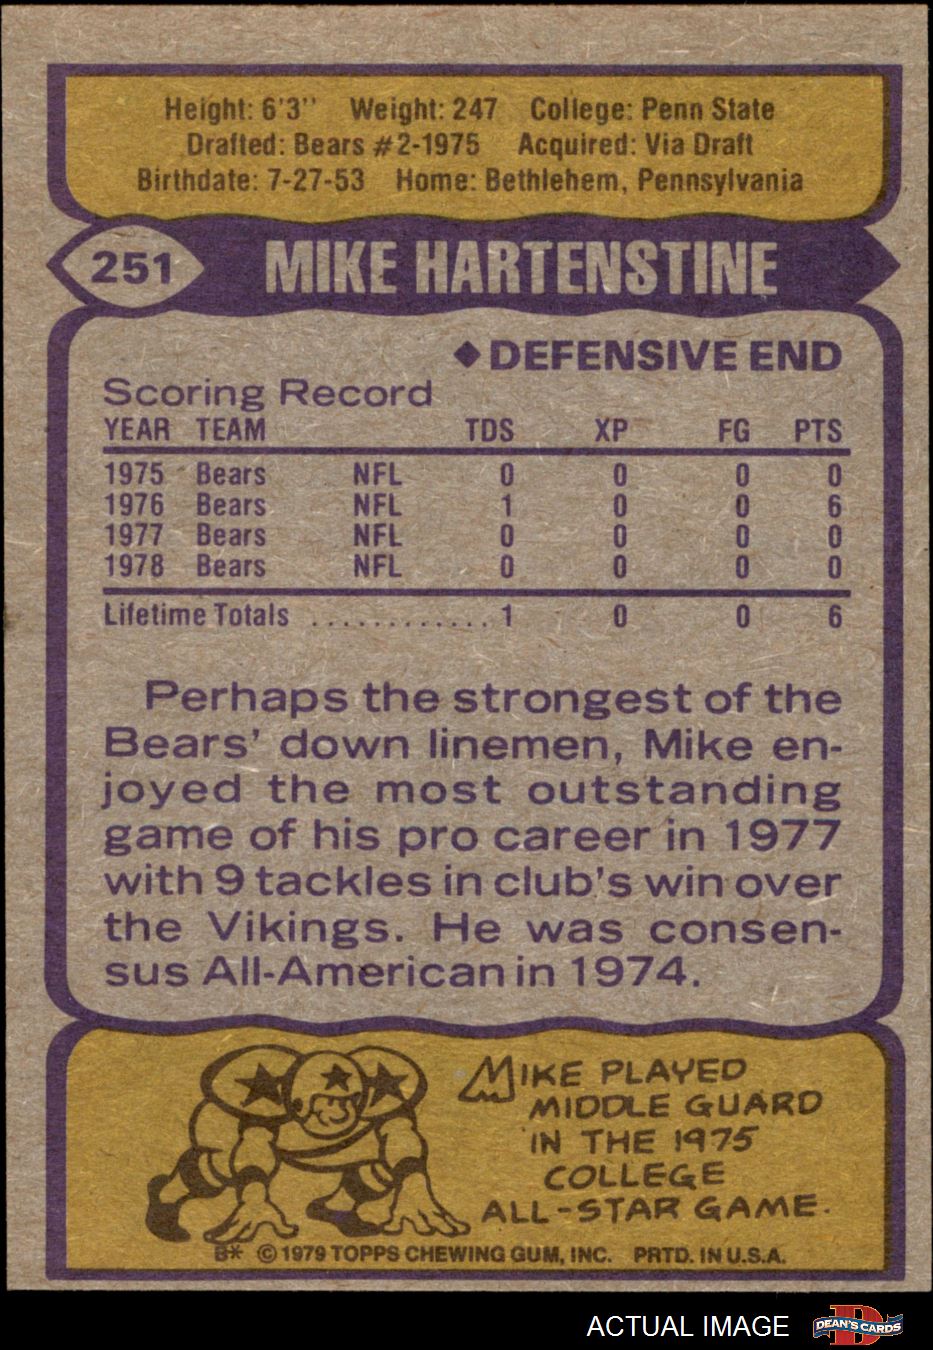 Height: 6'3'' Weight: 247 College: Penn State
Drafted: Bears #2-1975 Acquired: Via Draft
Birthdate: 7-27-53 Home: Bethlehem, Pennsylvania
251 MIKE HARTENSTINE
◆DEFENSIVE END
Scoring Record
YEAR TEAM TDS XP FG PTS
1975 Bears NFL 0 0 0 0
1976 Bears NFL 1 0 0 6
1977 Bears NFL 0 0 0 0
1978 Bears NFL 0 0 0 0
Lifetime Totals ............ 1 0 0 6
Perhaps the strongest of the
Bears' down linemen, Mike en-
joyed the most outstanding
game of his pro career in 1977
with 9 tackles in club's win over
the Vikings. He was consen-
sus All-American in 1974.
MIKE PLAYED
MIDDLE GUARD
IN THE 1975
COLLEGE
ALL-STAR GAME.
B* © 1979 TOPPS CHEWING GUM, INC. PRTD. IN U.S.A.
ACTUAL IMAGE D DEAN'S CARDS